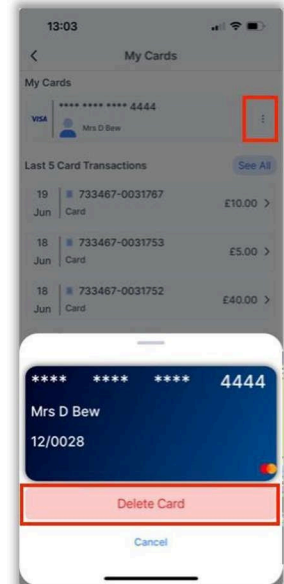 13:03
My Cards
My Cards
VISA
**** **** **** 4444
Mrs D Bew
Last 5 Card Transactions See All
19 Jun 733467-0031767 Card £10.00
18 Jun 733467-0031753 Card £5.00
18 Jun 733467-0031752 Card £40.00
**** **** **** 4444
Mrs D Bew
12/0028
Delete Card
Cancel